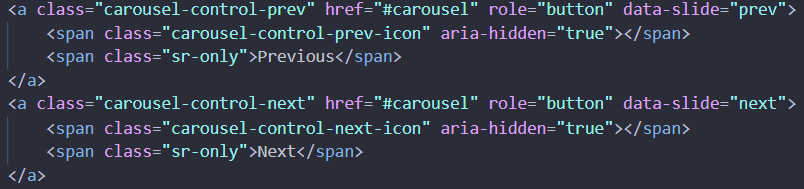 <a class="carousel-control-prev" href="#carousel" role="button" data-slide="prev">
<span class="carousel-control-prev-icon" aria-hidden="true"></span>
<span class="sr-only">Previous</span>
</a>
<a class="carousel-control-next" href="#carousel" role="button" data-slide="next">
<span class="carousel-control-next-icon" aria-hidden="true"></span>
<span class="sr-only">Next</span>
</a>